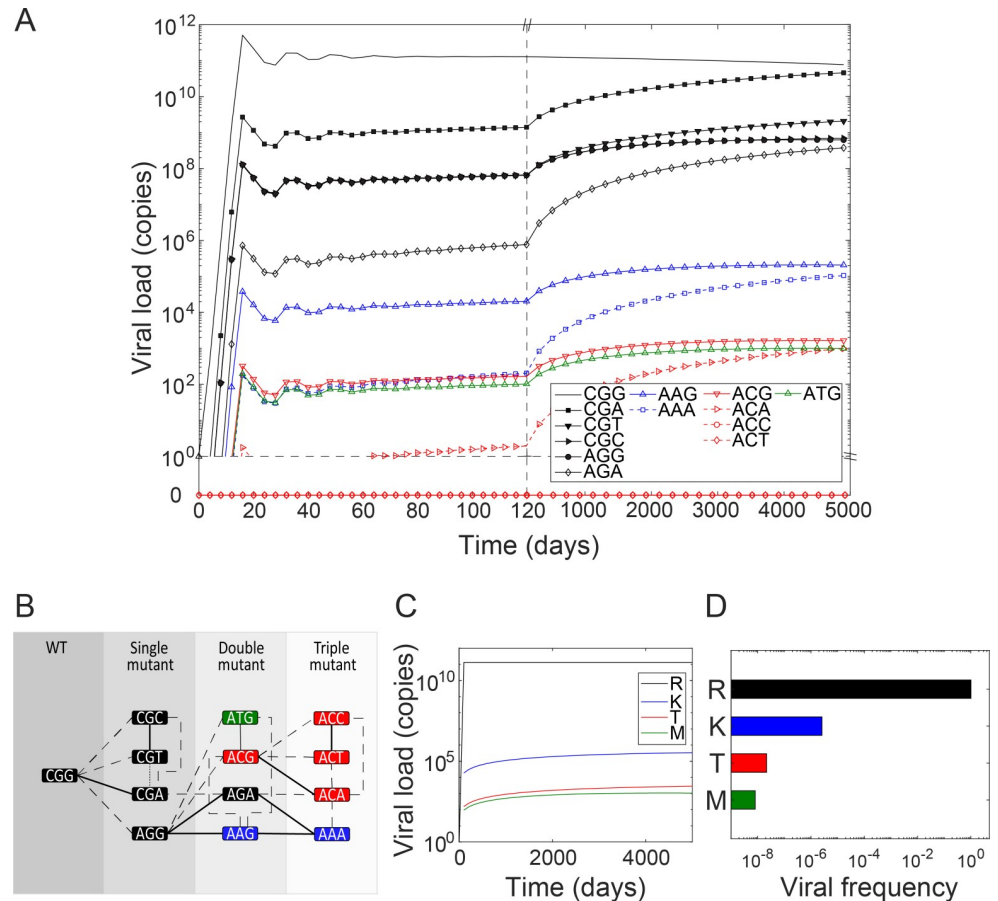 A
Viral load (copies)
10^12
10^10
10^8
10^6
10^4
10^2
10^0
0
0 20 40 60 80 100 120 1000 2000 3000 4000 5000
Time (days)
CGG AAG ACG ATG
CGA AAA ACA
CGT ACC
CGC ACT
AGG
AGA
B
WT Single mutant Double mutant Triple mutant
CGC ATG ACC
CGT ACG ACT
CGG
CGA AGA ACA
AGG AAG AAA
C
Viral load (copies)
10^10
10^5
10^0
0 2000 4000
Time (days)
R
K
T
M
D
R
K
T
M
10^-8 10^-6 10^-4 10^-2 10^0
Viral frequency